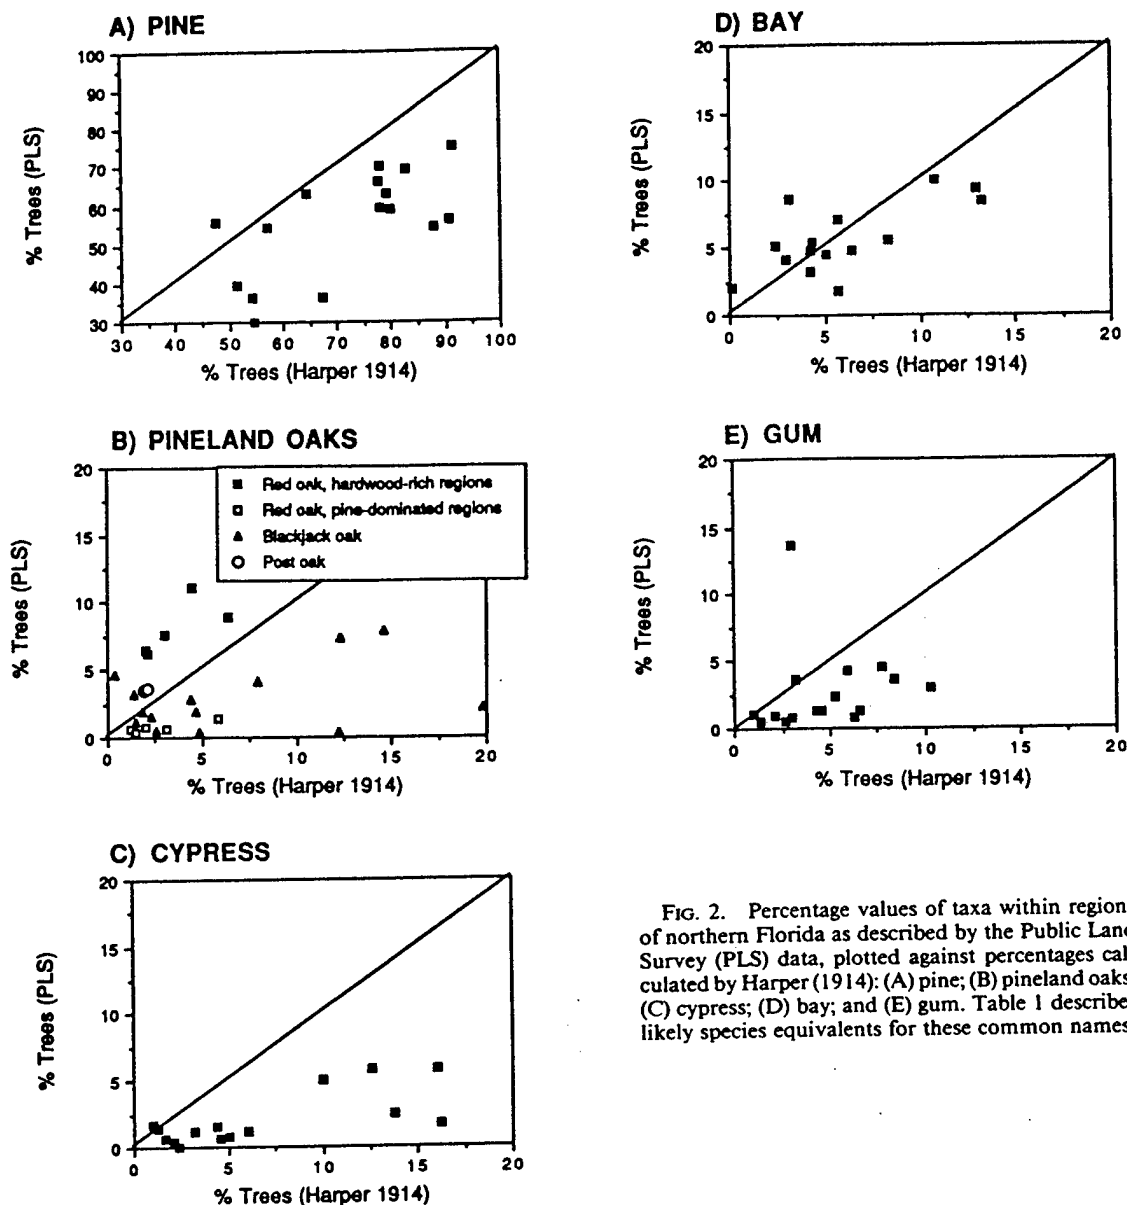 A) PINE
100
90
80
70
60
50
40
30
% Trees (PLS)
30 40 50 60 70 80 90 100
% Trees (Harper 1914)
B) PINELAND OAKS
20
15
10
5
0
% Trees (PLS)
Red oak, hardwood-rich regions
Red oak, pine-dominated regions
Blackjack oak
Post oak
0 5 10 15 20
% Trees (Harper 1914)
C) CYPRESS
20
15
10
5
0
% Trees (PLS)
0 5 10 15 20
% Trees (Harper 1914)
D) BAY
20
15
10
5
0
% Trees (PLS)
0 5 10 15 20
% Trees (Harper 1914)
E) GUM
20
15
10
5
0
% Trees (PLS)
0 5 10 15 20
% Trees (Harper 1914)
FIG. 2. Percentage values of taxa within region
of northern Florida as described by the Public Land
Survey (PLS) data, plotted against percentages cal
culated by Harper (1914): (A) pine; (B) pineland oaks
(C) cypress; (D) bay; and (E) gum. Table 1 describe
likely species equivalents for these common names